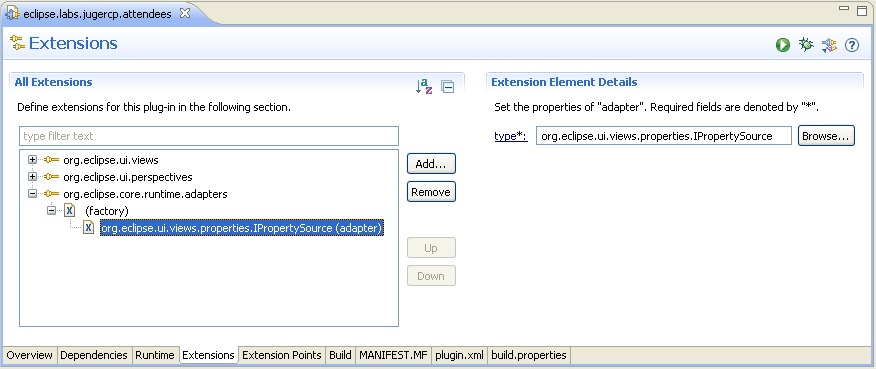 eclipse.labs.jugercp.attendees
Extensions
All Extensions
Define extensions for this plug-in in the following section.
type filter text
org.eclipse.ui.views
org.eclipse.ui.perspectives
org.eclipse.core.runtime.adapters
(factory)
org.eclipse.ui.views.properties.IPropertySource (adapter)
Add...
Remove
Up
Down
Extension Element Details
Set the properties of "adapter". Required fields are denoted by "*".
type*: org.eclipse.ui.views.properties.IPropertySource Browse...
Overview Dependencies Runtime Extensions Extension Points Build MANIFEST.MF plugin.xml build.properties